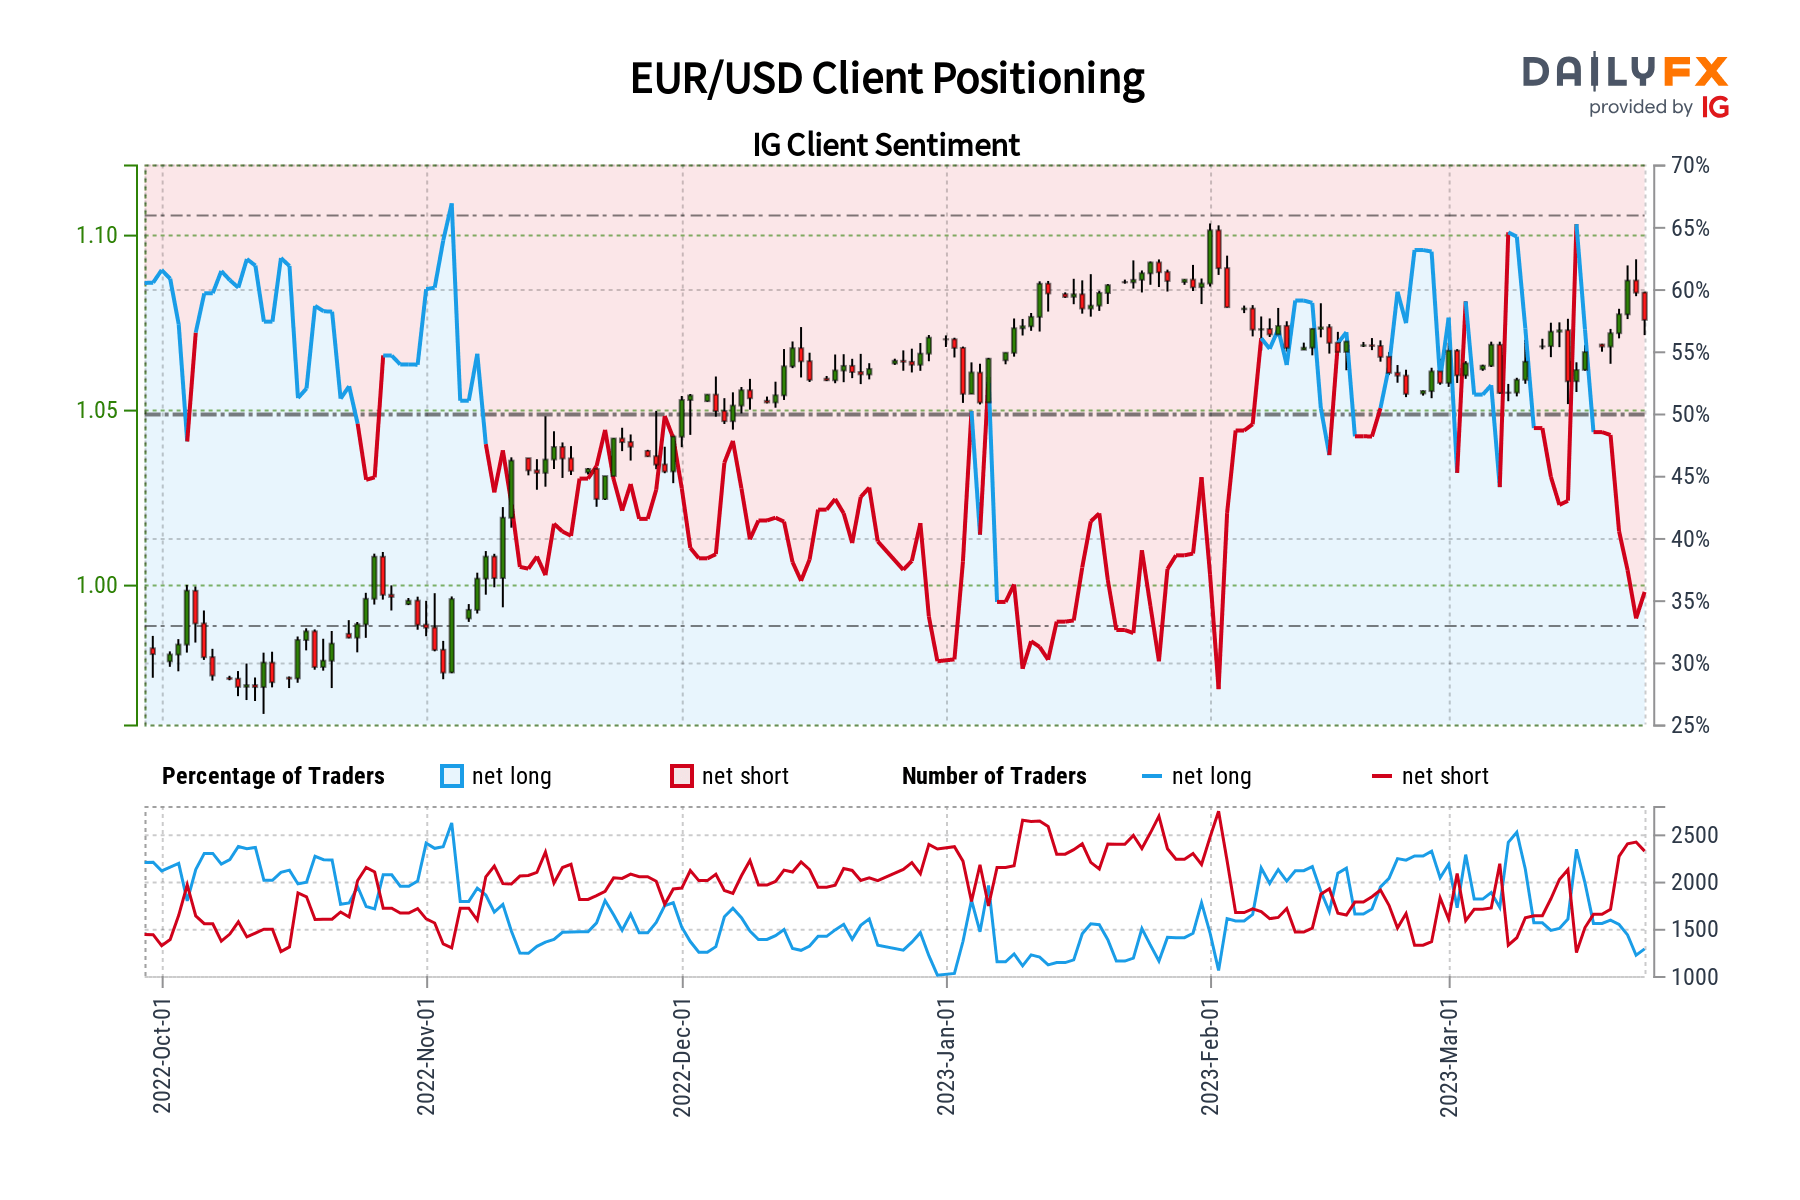 EUR/USD Client Positioning
DAILYFX
provided by IG
IG Client Sentiment
70%
65%
1.10
60%
55%
1.05
50%
45%
40%
1.00
35%
30%
25%
Percentage of Traders net long net short Number of Traders net long net short
2500
2000
1500
1000
2022-Oct-01
2022-Nov-01
2022-Dec-01
2023-Jan-01
2023-Feb-01
2023-Mar-01